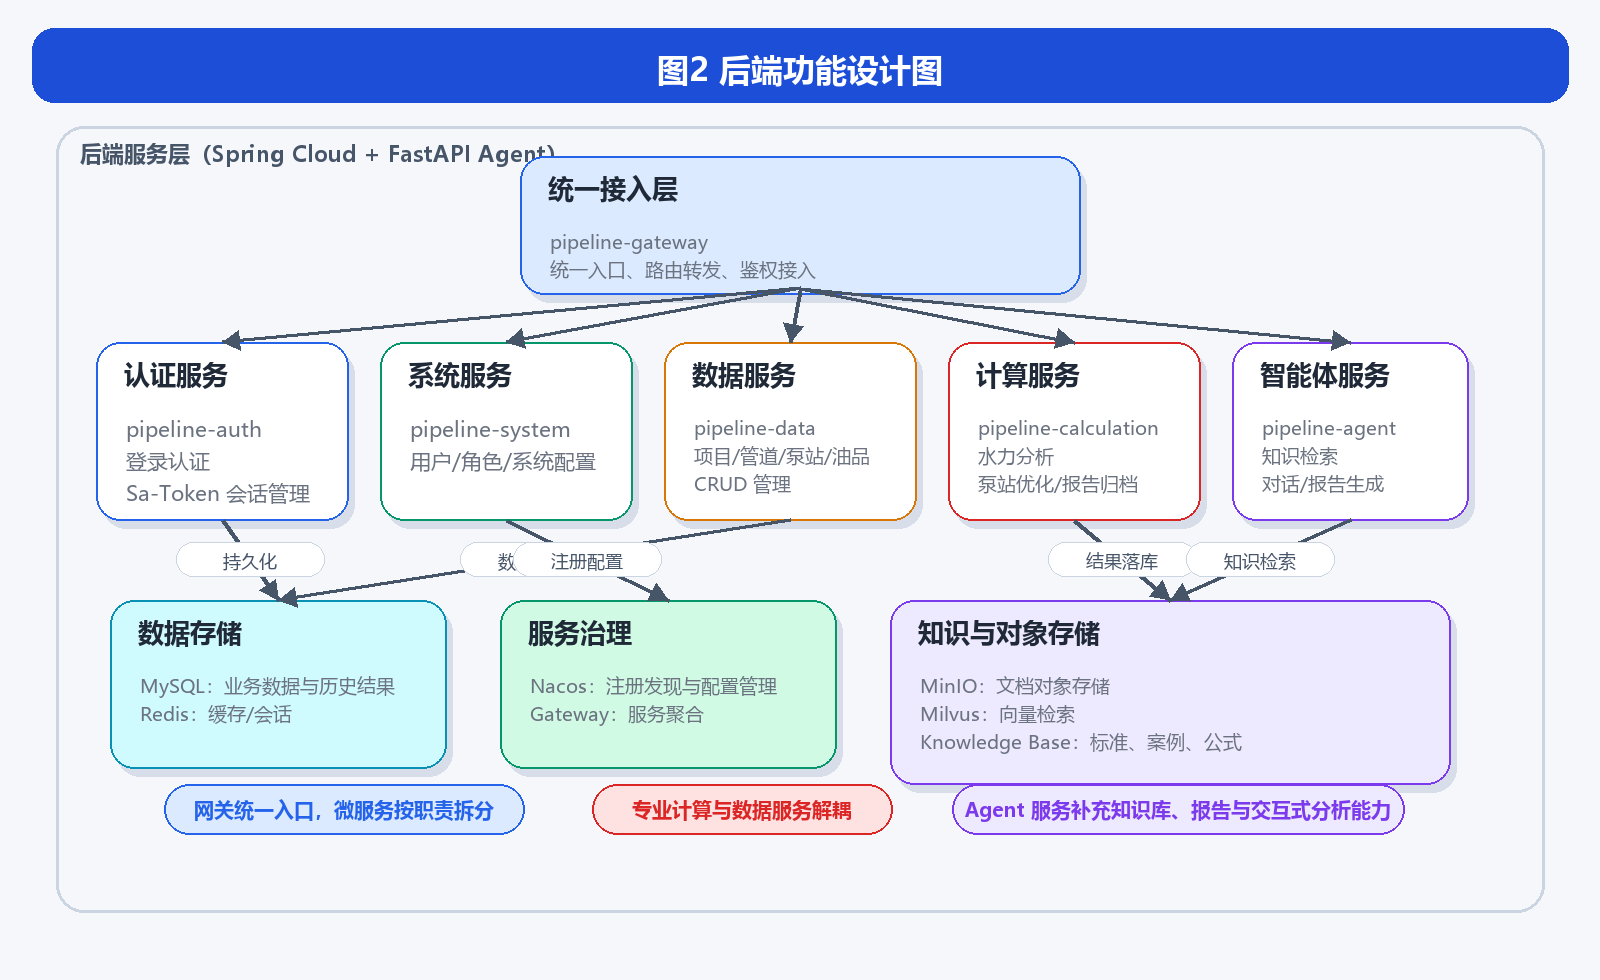 图2 后端功能设计图
后端服务层（Spring Cloud + FastAPI Agent）
统一接入层
pipeline-gateway
统一入口、路由转发、鉴权接入
认证服务
pipeline-auth
登录认证
Sa-Token 会话管理
系统服务
pipeline-system
用户/角色/系统配置
数据服务
pipeline-data
项目/管道/泵站/油品
CRUD 管理
计算服务
pipeline-calculation
水力分析
泵站优化/报告归档
智能体服务
pipeline-agent
知识检索
对话/报告生成
持久化
数
注册配置
结果落库
知识检索
数据存储
MySQL：业务数据与历史结果
Redis：缓存/会话
服务治理
Nacos：注册发现与配置管理
Gateway：服务聚合
知识与对象存储
MinIO：文档对象存储
Milvus：向量检索
Knowledge Base：标准、案例、公式
网关统一入口，微服务按职责拆分
专业计算与数据服务解耦
Agent 服务补充知识库、报告与交互式分析能力